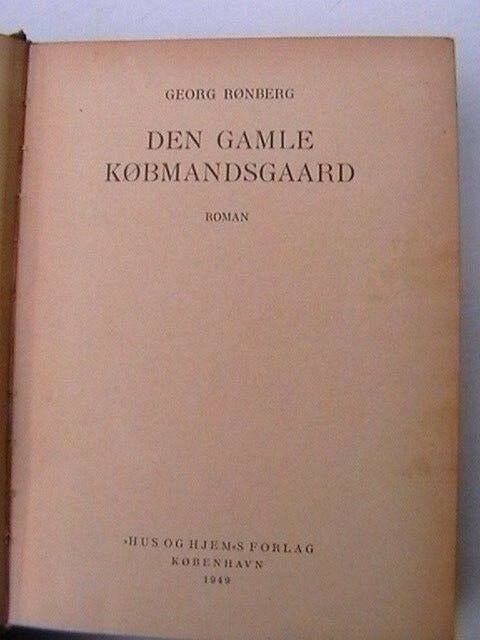 GEORG RØNBERG
DEN GAMLE
KØBMANDSGAARD
ROMAN
»HUS OG HJEM«S FORLAG
KØBENHAVN
1949